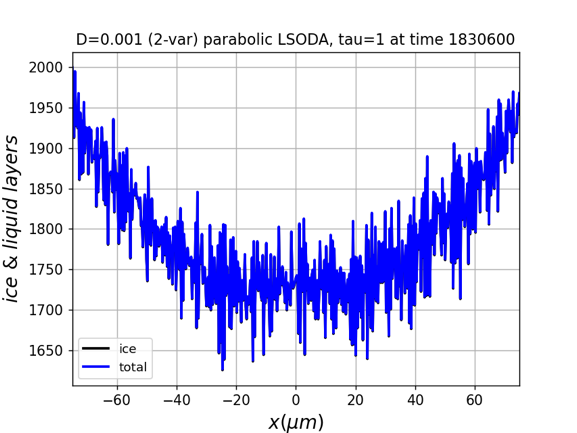 D=0.001 (2-var) parabolic LSODA, tau=1 at time 1830600
2000
1950
1900
1850
1800
1750
1700
1650
ice & liquid layers
ice
total
−60 −40 −20 0 20 40 60
x(μm)